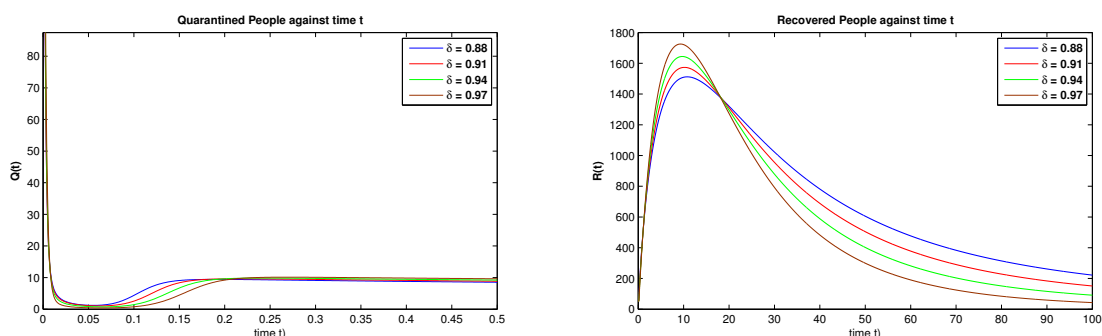 Quarantined People against time t
80
70
60
50
40
30
20
10
0
Q(t)
0
0.05
0.1
0.15
0.2
0.25
0.3
0.35
0.4
0.45
0.5
time t)
δ = 0.88
δ = 0.91
δ = 0.94
δ = 0.97
Recovered People against time t
1800
1600
1400
1200
1000
800
600
400
200
0
R(t)
0
10
20
30
40
50
60
70
80
90
100
time t)
δ = 0.88
δ = 0.91
δ = 0.94
δ = 0.97